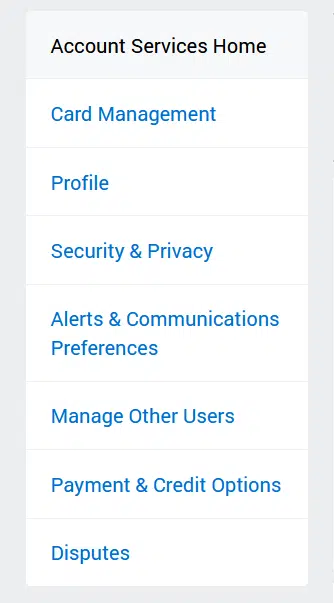 Account Services Home
Card Management
Profile
Security & Privacy
Alerts & Communications
Preferences
Manage Other Users
Payment & Credit Options
Disputes